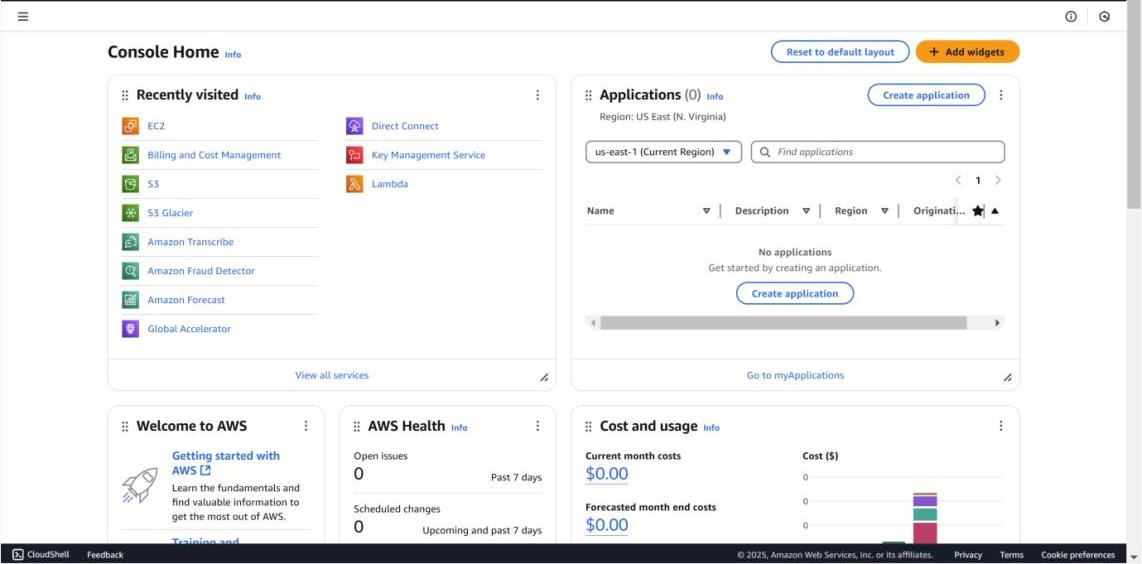 Console Home Info
Reset to default layout
+ Add widgets
Recently visited Info
EC2
Billing and Cost Management
S3
S3 Glacier
Amazon Transcribe
Amazon Fraud Detector
Amazon Forecast
Global Accelerator
Direct Connect
Key Management Service
Lambda
View all services
Applications (0) Info
Create application
Region: US East (N. Virginia)
us-east-1 (Current Region)
Find applications
1
Name Description Region Originati...
No applications
Get started by creating an application.
Create application
Go to myApplications
Welcome to AWS
Getting started with
AWS
Learn the fundamentals and
find valuable information to
get the most out of AWS.
Training and
AWS Health Info
Open issues
0 Past 7 days
Scheduled changes
0 Upcoming and past 7 days
Cost and usage Info
Current month costs
$0.00
Forecasted month end costs
$0.00
Cost ($)
0
0
0
CloudShell Feedback © 2025, Amazon Web Services, Inc. or its affiliates. Privacy Terms Cookie preferences